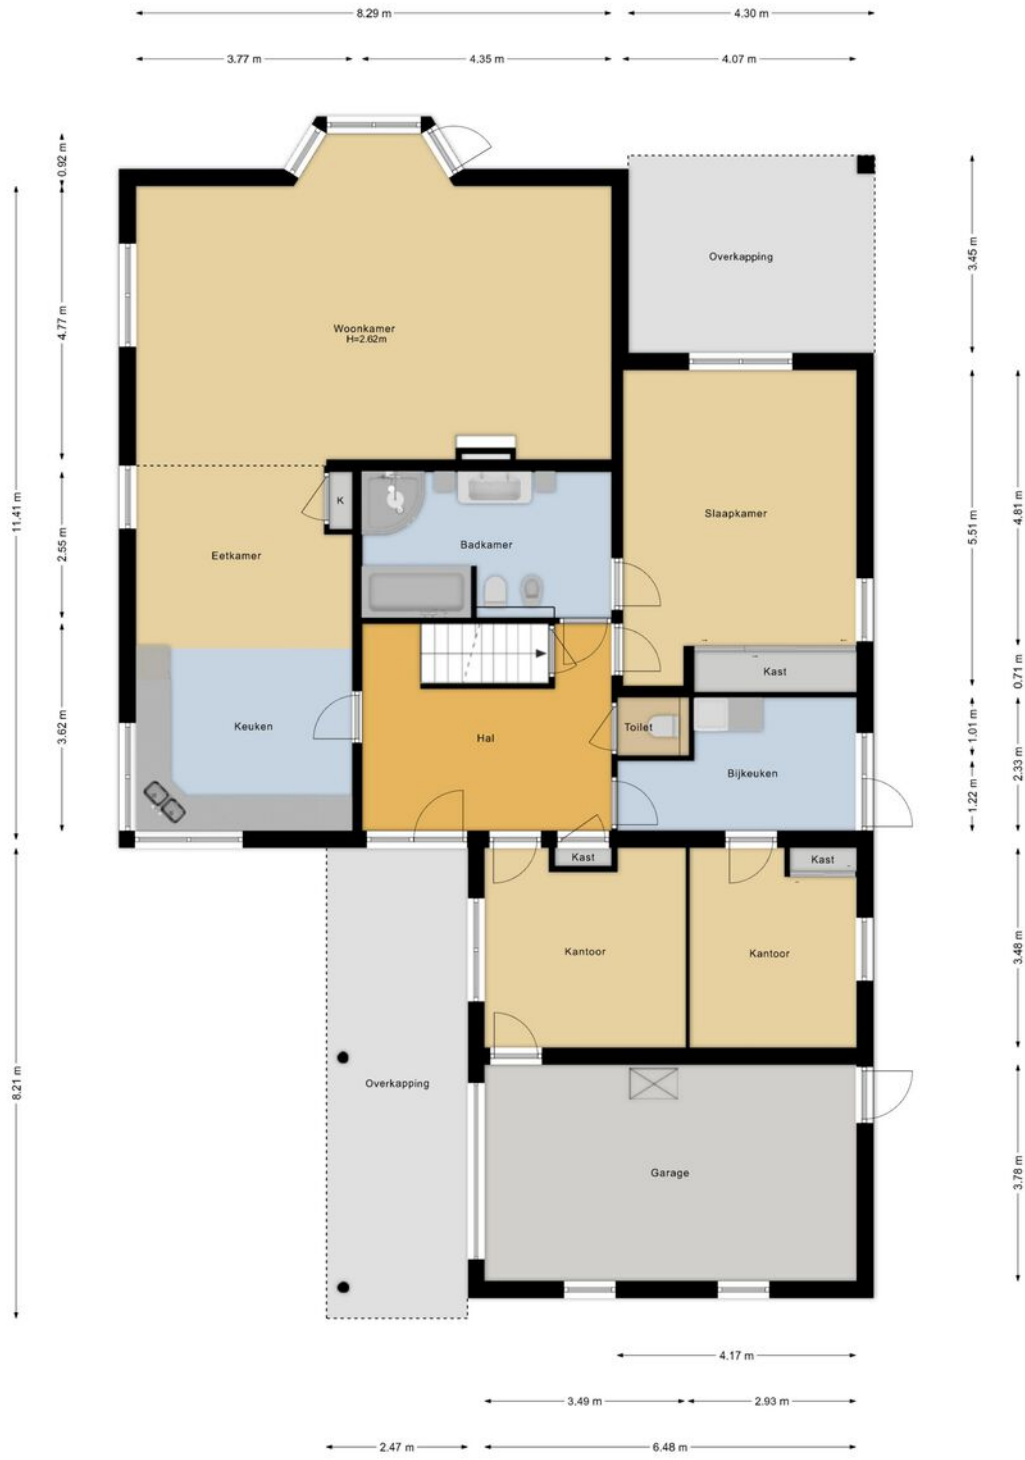 8.29 m
4.30 m
3.77 m
4.35 m
4.07 m
0.92 m
3.45 m
Overkapping
4.77 m
Woonkamer
H=2.62m
11.41 m
K
5.51 m
4.81 m
Slaapkamer
2.55 m
Eetkamer
Badkamer
Kast
0.71 m
3.62 m
Keuken
Hal
Toilet
1.01 m
Bijkeuken
2.33 m
1.22 m
Kast
Kast
Kantoor
Kantoor
3.48 m
8.21 m
Overkapping
Garage
3.78 m
4.17 m
3.49 m
2.93 m
2.47 m
6.48 m